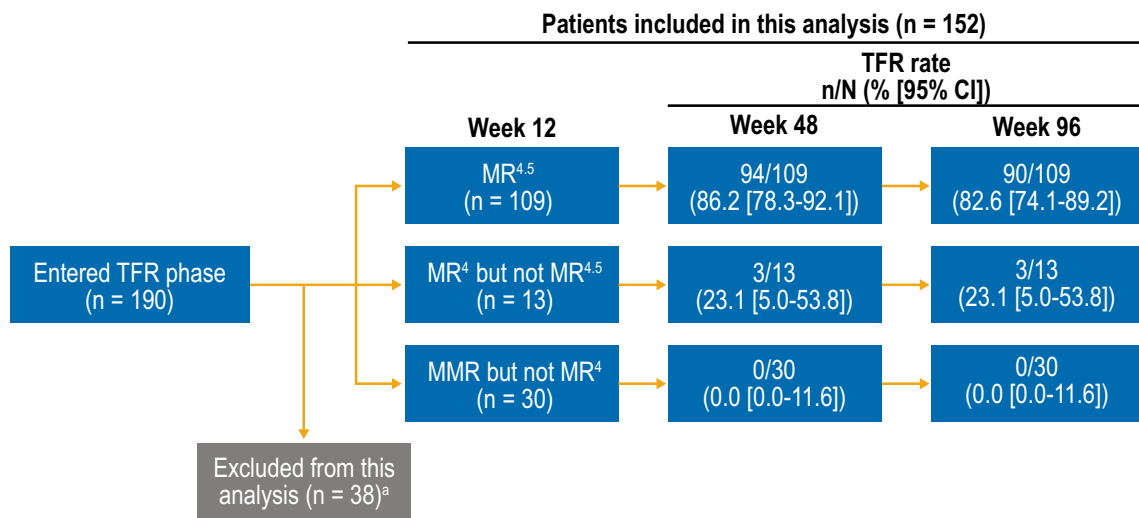 Patients included in this analysis (n = 152)
TFR rate
n/N (% [95% CI])
Week 12
Week 48
Week 96
MR4.5
(n = 109)
94/109
(86.2 [78.3-92.1])
90/109
(82.6 [74.1-89.2])
Entered TFR phase
(n = 190)
MR4 but not MR4.5
(n = 13)
3/13
(23.1 [5.0-53.8])
3/13
(23.1 [5.0-53.8])
MMR but not MR4
(n = 30)
0/30
(0.0 [0.0-11.6])
0/30
(0.0 [0.0-11.6])
Excluded from this
analysis (n = 38)a